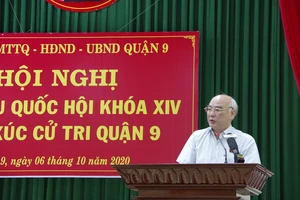 MTTQ - HĐND - UBND QUẬN 9
HỘI NGHỊ
QUỐC HỘI KHÓA XIV
XÚC CỬ TRI QUẬN 9
9, ngày 06 tháng 10 năm 2020